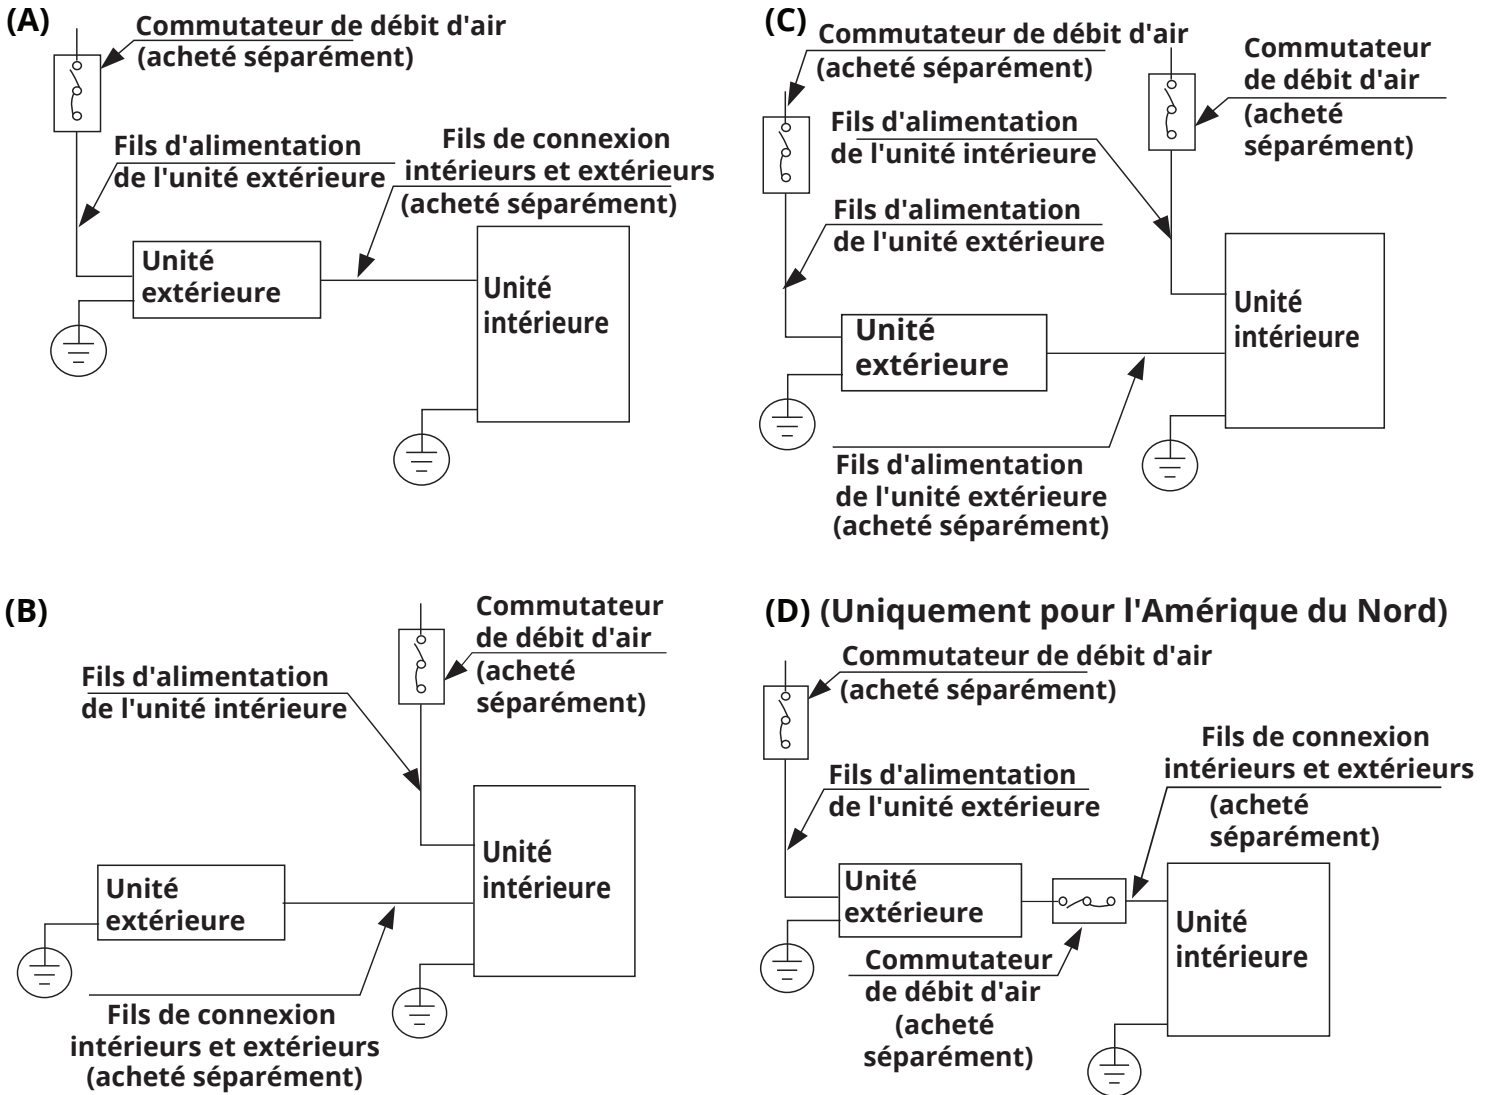 (A)
Commutateur de débit d'air
(acheté séparément)
Fils d'alimentation
de l'unité extérieure
Fils de connexion
intérieurs et extérieurs
(acheté séparément)
Unité
extérieure
Unité
intérieure
(C)
Commutateur de débit d'air
(acheté séparément)
Commutateur
de débit d'air
(acheté
séparément)
Fils d'alimentation
de l'unité intérieure
Fils d'alimentation
de l'unité extérieure
Unité
extérieure
Unité
intérieure
Fils d'alimentation
de l'unité extérieure
(acheté séparément)
(B)
Commutateur
de débit d'air
(acheté
séparément)
Fils d'alimentation
de l'unité intérieure
Unité
extérieure
Unité
intérieure
Fils de connexion
intérieurs et extérieurs
(acheté séparément)
(D) (Uniquement pour l'Amérique du Nord)
Commutateur de débit d'air
(acheté séparément)
Fils de connexion
intérieurs et extérieurs
(acheté
séparément)
Fils d'alimentation
de l'unité extérieure
Unité
extérieure
Unité
intérieure
Commutateur
de débit d'air
(acheté
séparément)